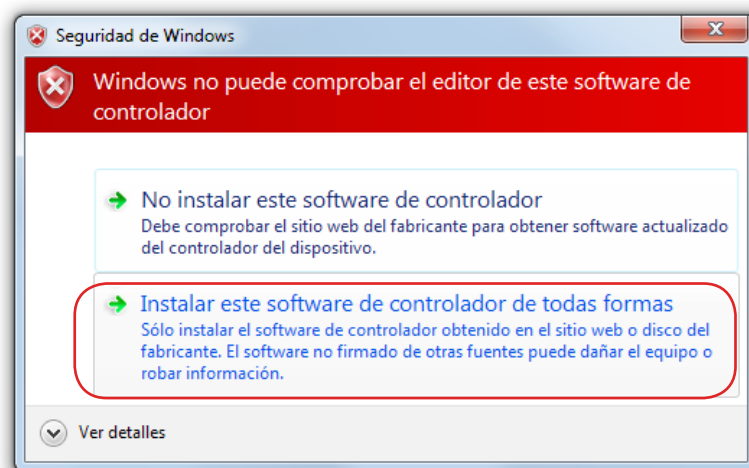 Seguridad de Windows
Windows no puede comprobar el editor de este software de
controlador
No instalar este software de controlador
Debe comprobar el sitio web del fabricante para obtener software actualizado
del controlador del dispositivo.
Instalar este software de controlador de todas formas
Sólo instalar el software de controlador obtenido en el sitio web o disco del
fabricante. El software no firmado de otras fuentes puede dañar el equipo o
robar información.
Ver detalles